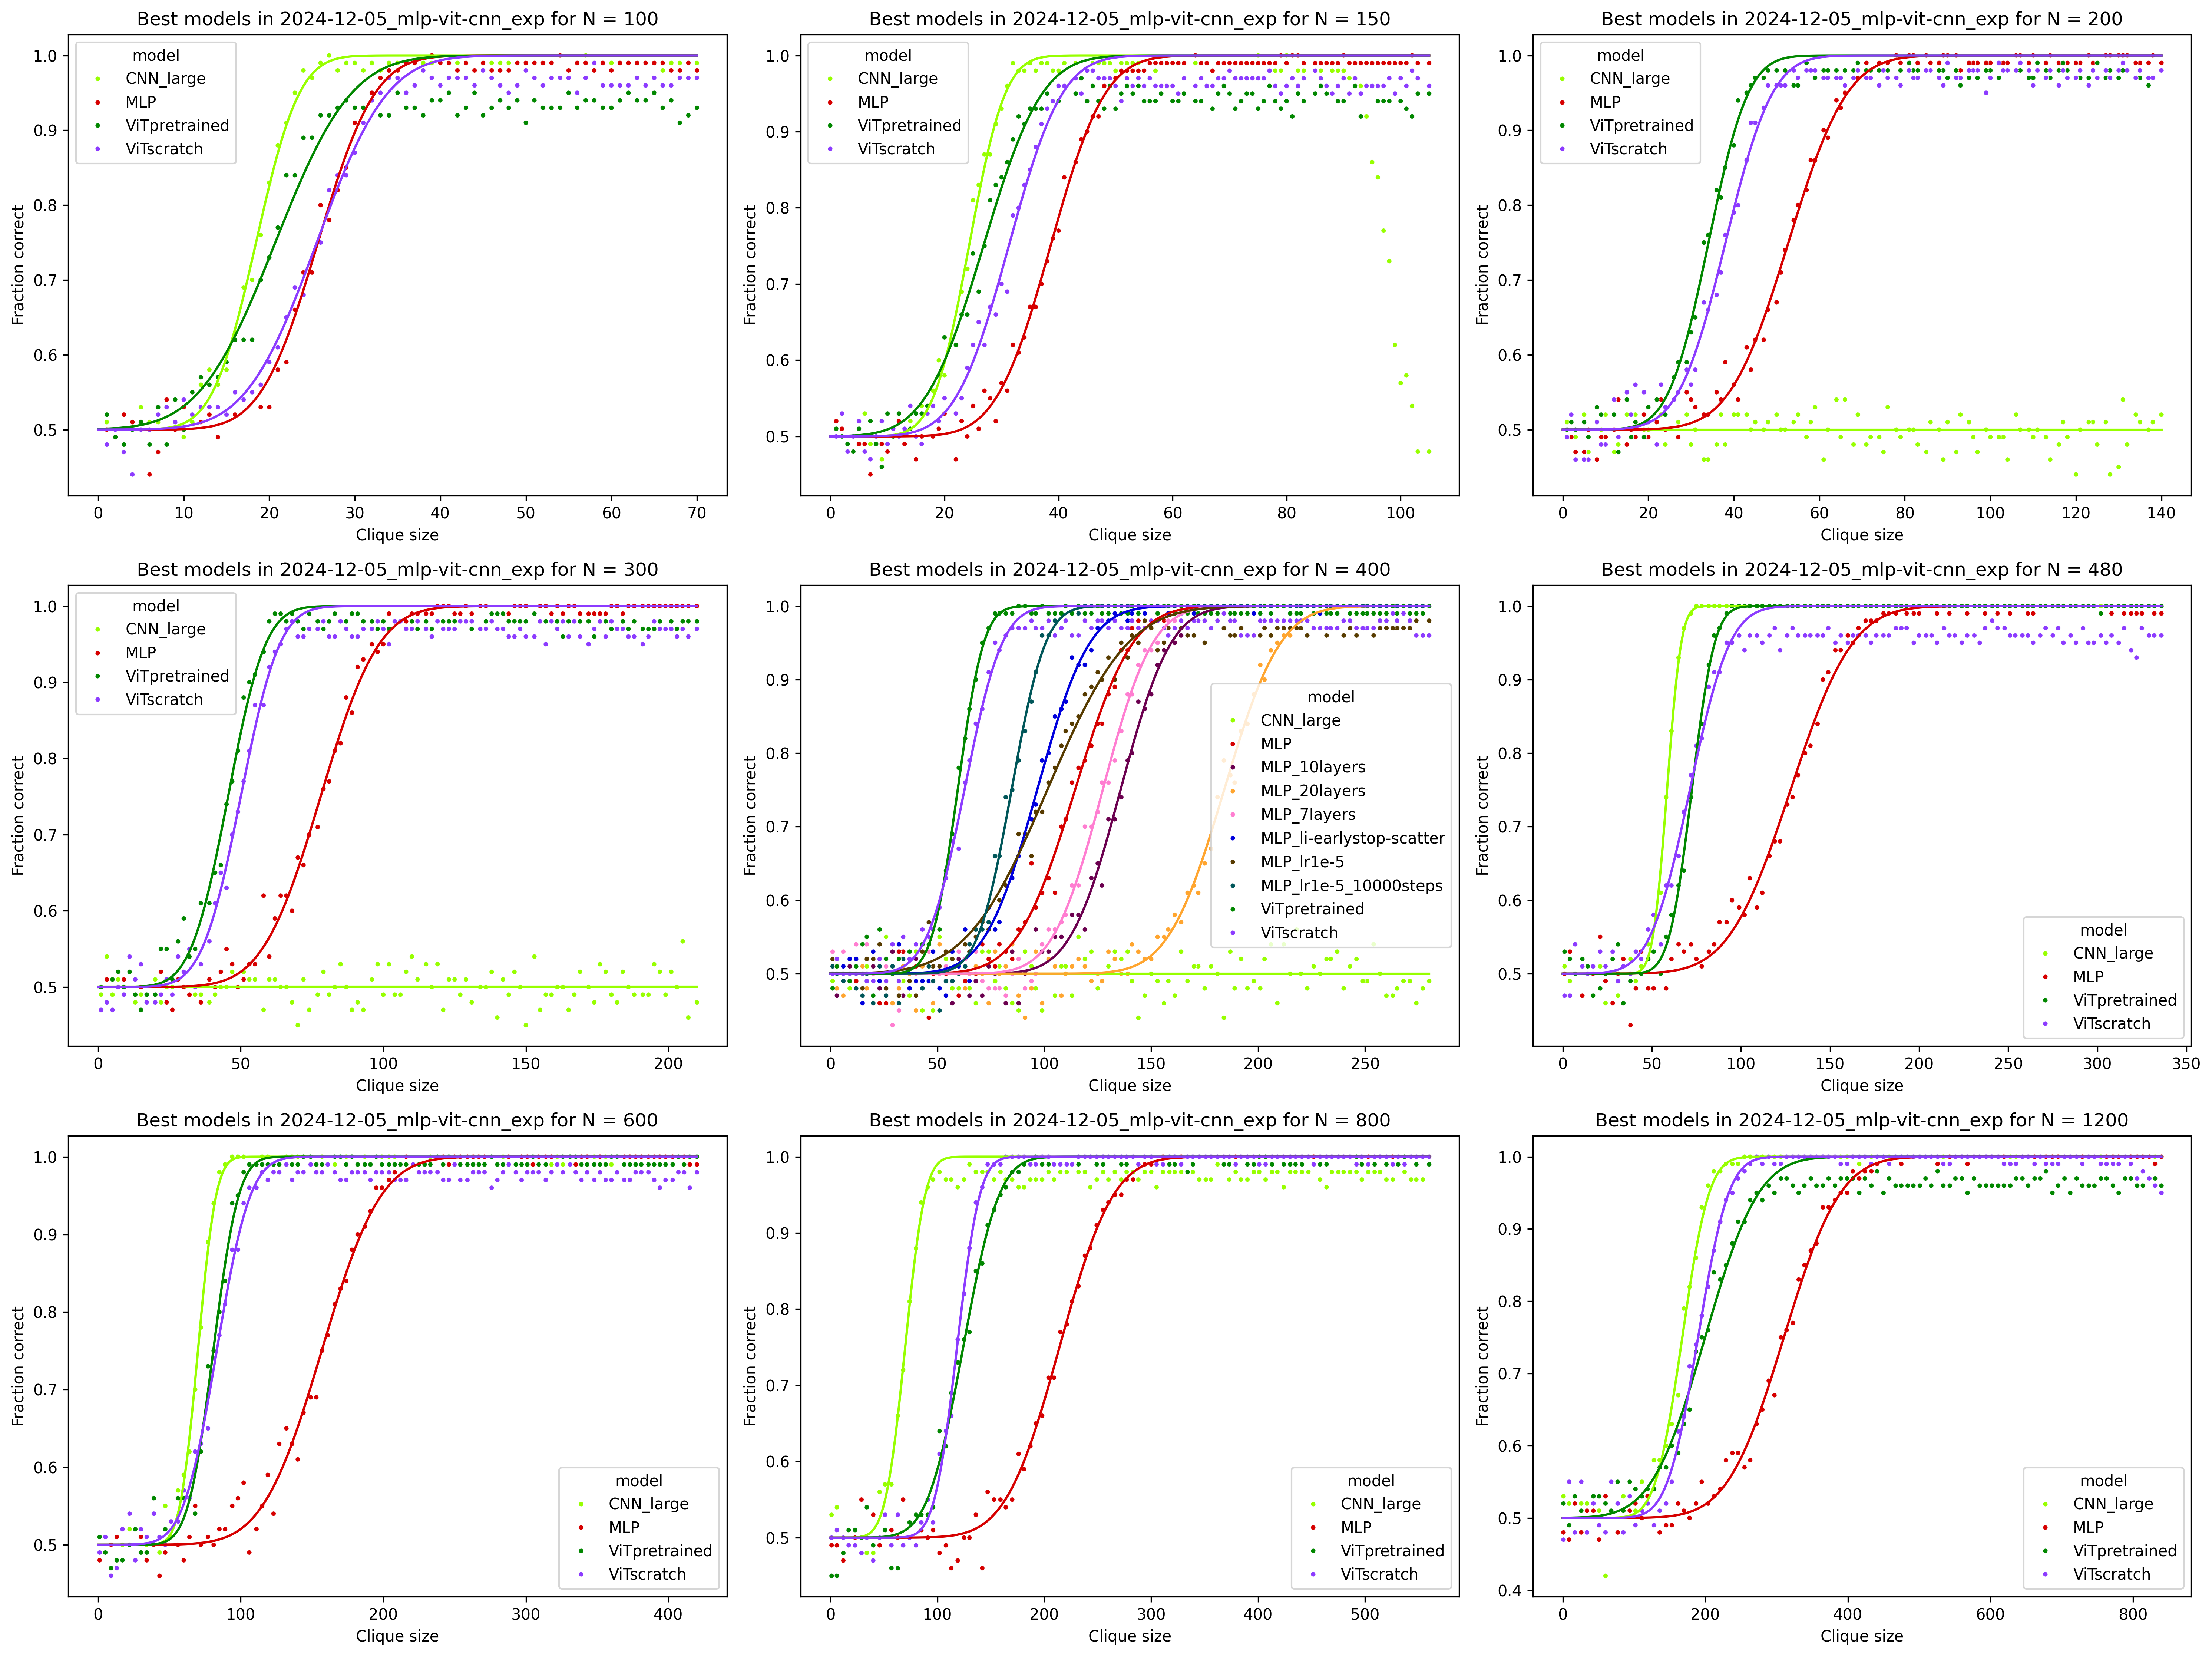 Best models in 2024-12-05_mlp-vit-cnn_exp for N = 100
1.0
0.9
0.8
0.7
0.6
0.5
Fraction correct
model
CNN_large
MLP
ViTpretrained
ViTscratch
0 10 20 30 40 50 60 70
Clique size
Best models in 2024-12-05_mlp-vit-cnn_exp for N = 150
1.0
0.9
0.8
0.7
0.6
0.5
Fraction correct
model
CNN_large
MLP
ViTpretrained
ViTscratch
0 20 40 60 80 100
Clique size
Best models in 2024-12-05_mlp-vit-cnn_exp for N = 200
1.0
0.9
0.8
0.7
0.6
0.5
Fraction correct
model
CNN_large
MLP
ViTpretrained
ViTscratch
0 20 40 60 80 100 120 140
Clique size
Best models in 2024-12-05_mlp-vit-cnn_exp for N = 300
1.0
0.9
0.8
0.7
0.6
0.5
Fraction correct
model
CNN_large
MLP
ViTpretrained
ViTscratch
0 50 100 150 200
Clique size
Best models in 2024-12-05_mlp-vit-cnn_exp for N = 400
1.0
0.9
0.8
0.7
0.6
0.5
Fraction correct
model
CNN_large
MLP
MLP_10layers
MLP_20layers
MLP_7layers
MLP_li-earlystop-scatter
MLP_lr1e-5
MLP_lr1e-5_10000steps
ViTpretrained
ViTscratch
0 50 100 150 200 250
Clique size
Best models in 2024-12-05_mlp-vit-cnn_exp for N = 480
1.0
0.9
0.8
0.7
0.6
0.5
Fraction correct
model
CNN_large
MLP
ViTpretrained
ViTscratch
0 50 100 150 200 250 300 350
Clique size
Best models in 2024-12-05_mlp-vit-cnn_exp for N = 600
1.0
0.9
0.8
0.7
0.6
0.5
Fraction correct
model
CNN_large
MLP
ViTpretrained
ViTscratch
0 100 200 300 400
Clique size
Best models in 2024-12-05_mlp-vit-cnn_exp for N = 800
1.0
0.9
0.8
0.7
0.6
0.5
Fraction correct
model
CNN_large
MLP
ViTpretrained
ViTscratch
0 100 200 300 400 500
Clique size
Best models in 2024-12-05_mlp-vit-cnn_exp for N = 1200
1.0
0.9
0.8
0.7
0.6
0.5
0.4
Fraction correct
model
CNN_large
MLP
ViTpretrained
ViTscratch
0 200 400 600 800
Clique size